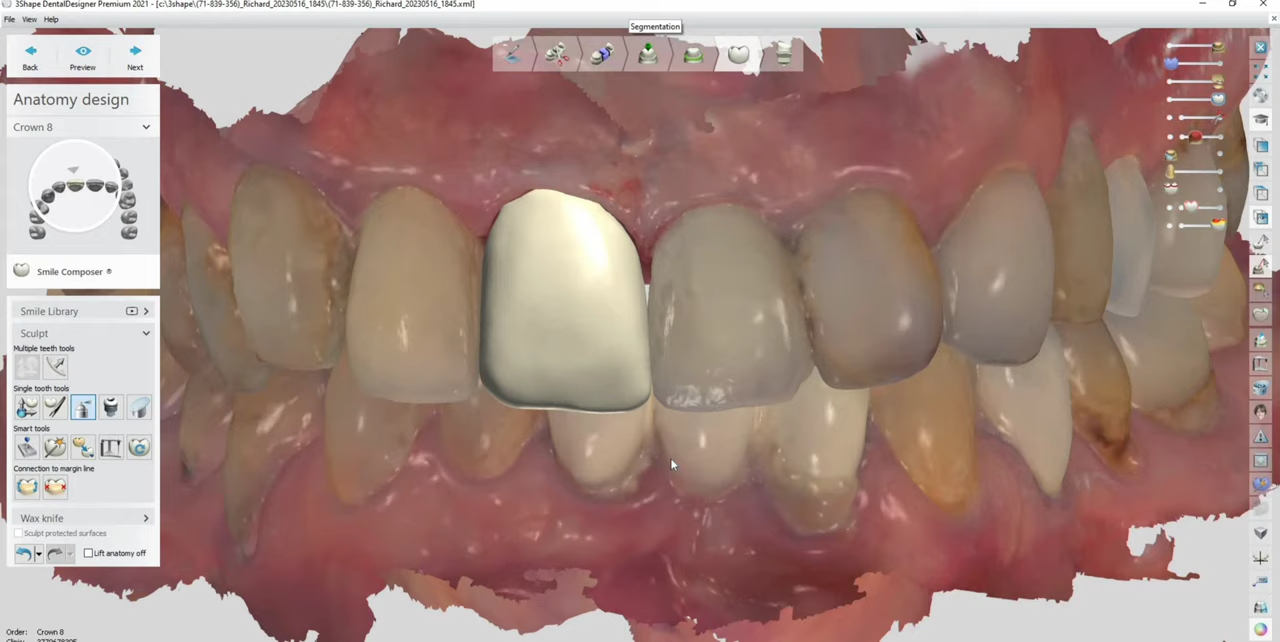 3Shape DentalDesigner Premium 2021 - [c:\3shape\(71-839-356)_Richard_20230516_1845\(71-839-356)_Richard_20230516_1845.xml]
File View Help
Segmentation
Back Preview Next
Anatomy design
Crown 8
Smile Composer ®
Smile Library
Sculpt
Multiple teeth tools
Single tooth tools
Smart tools
Connection to margin line
Wax knife
Sculpt protected surfaces
Lift anatomy off
Order: Crown 8